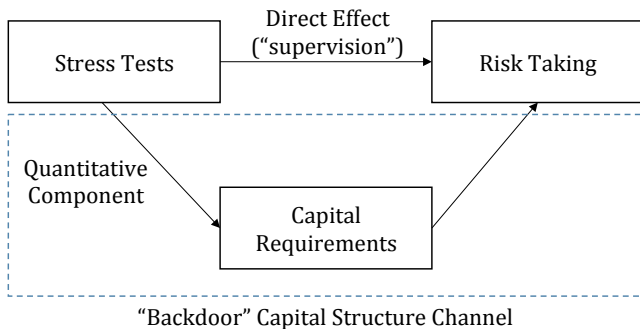 Direct Effect
(“supervision”)
Stress Tests
Risk Taking
Quantitative
Component
Capital
Requirements
“Backdoor” Capital Structure Channel